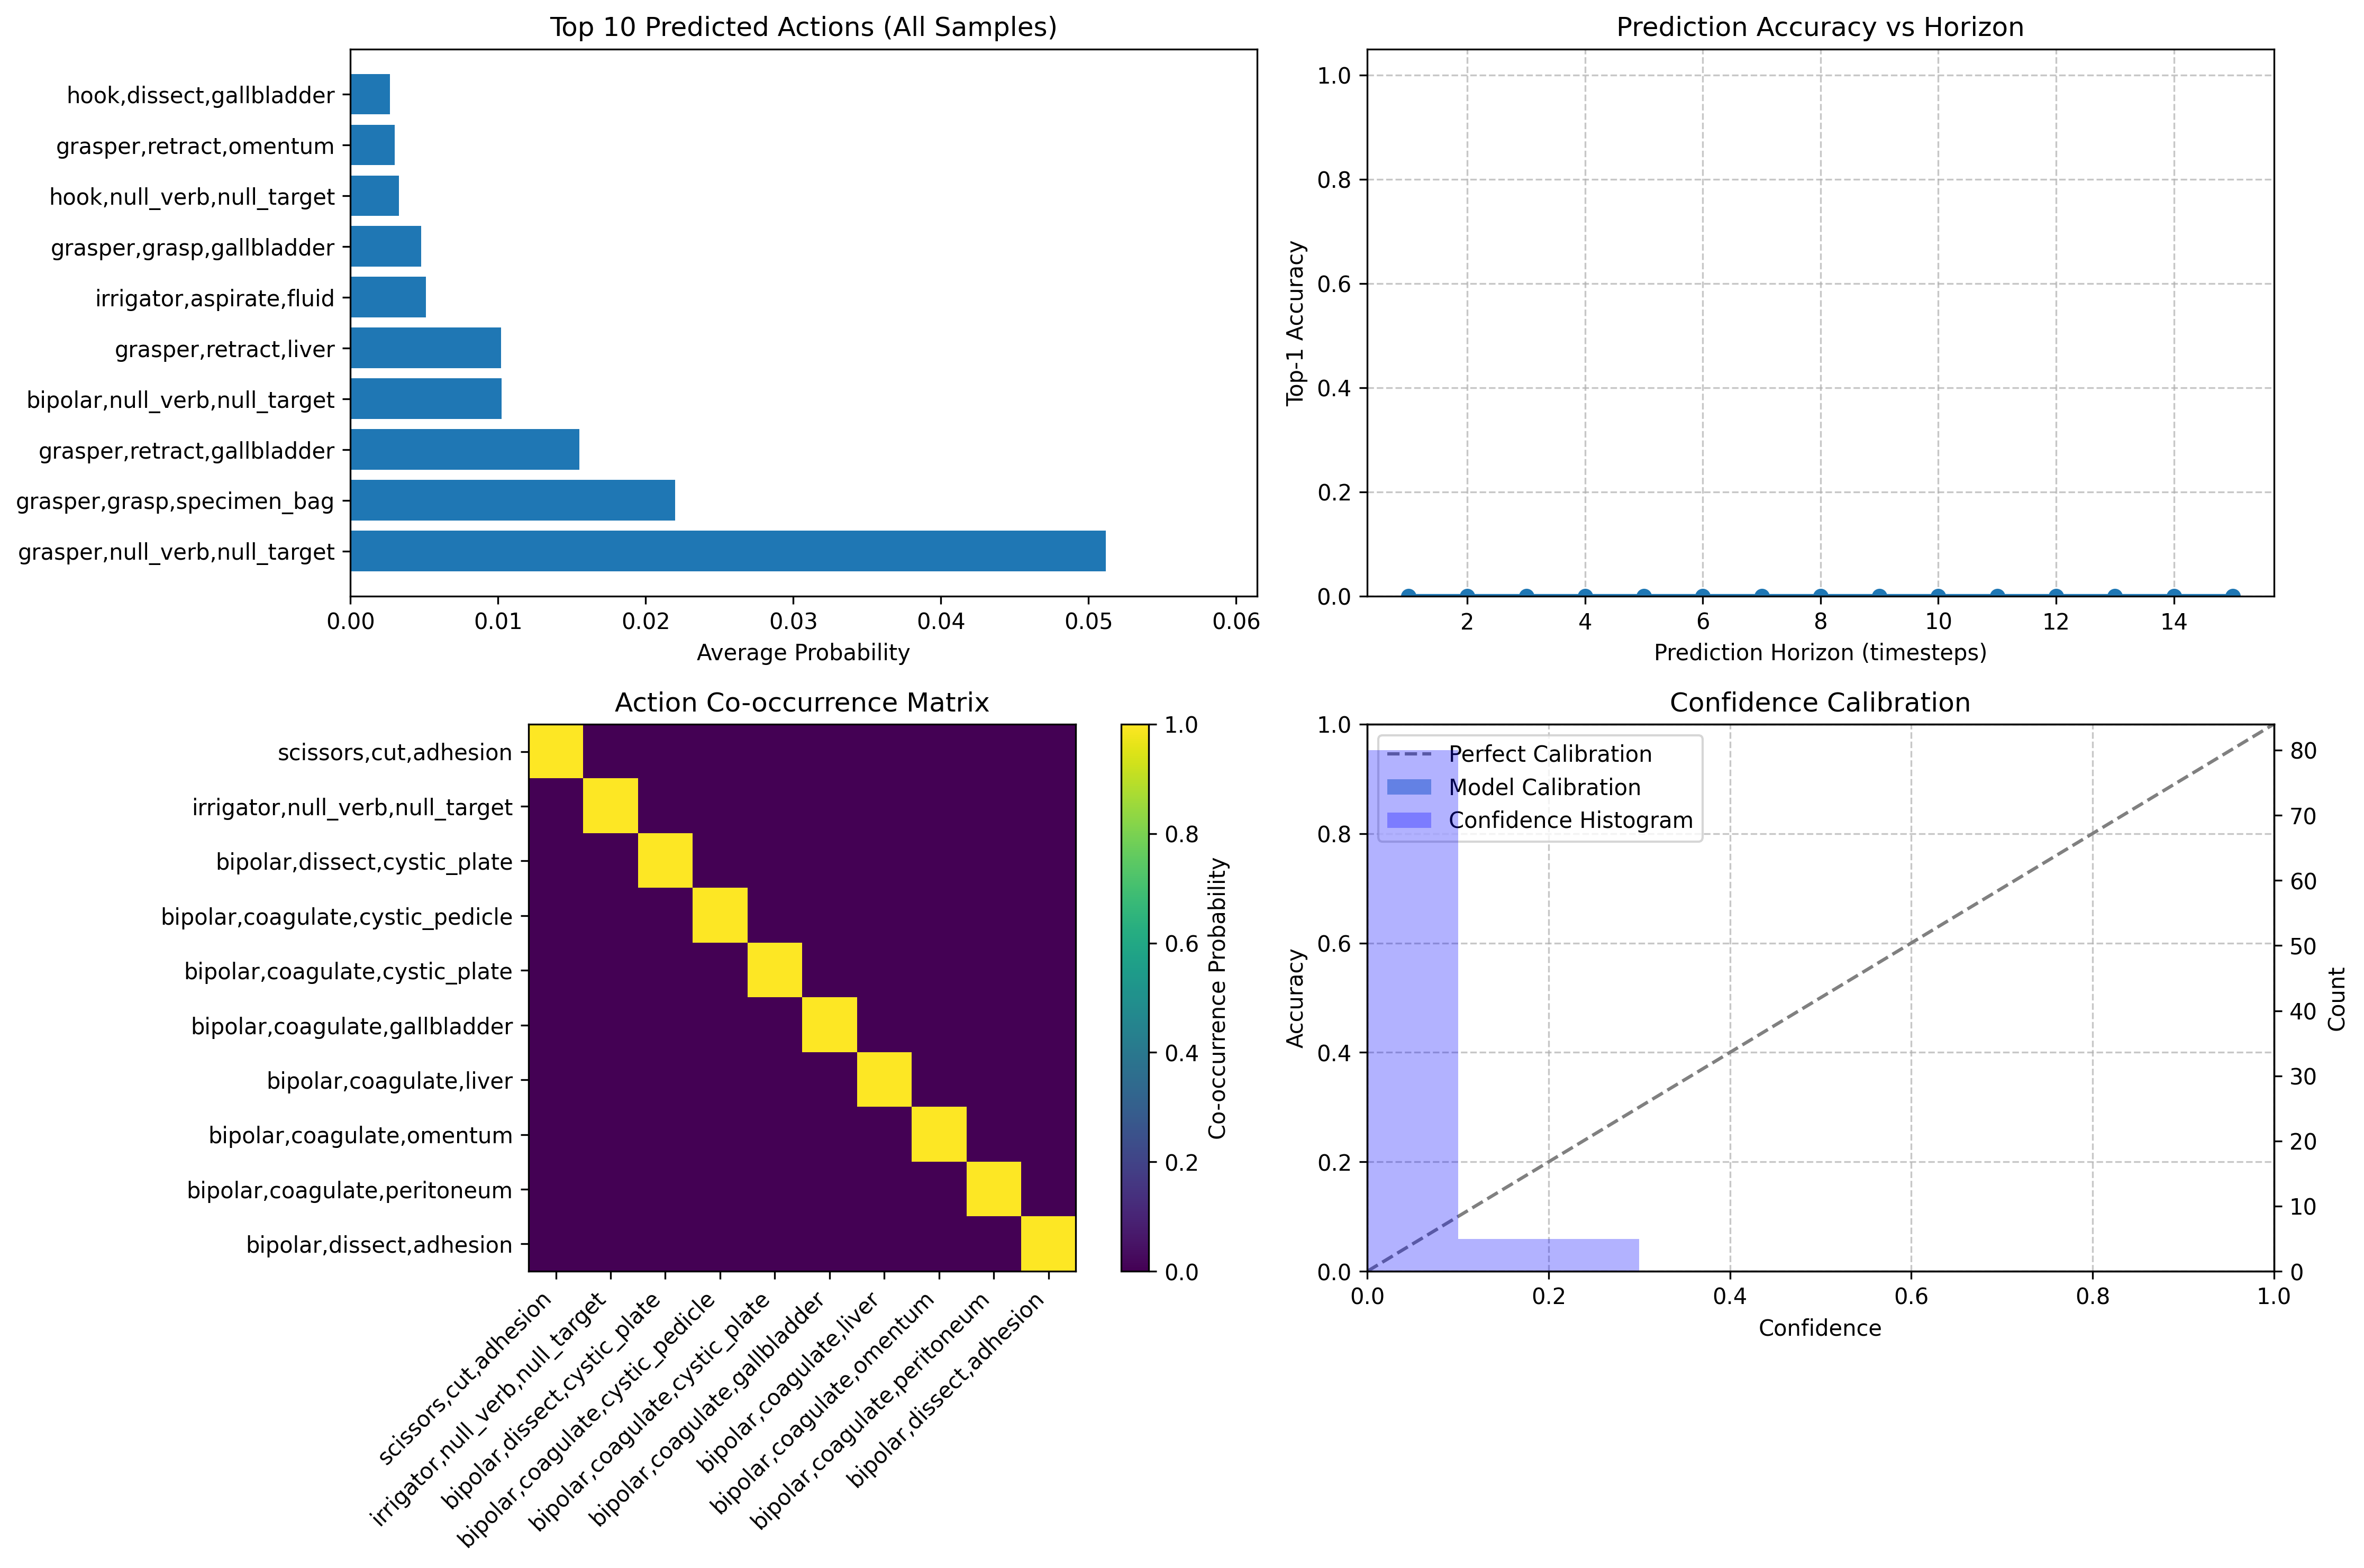 Top 10 Predicted Actions (All Samples)
hook,dissect,gallbladder
grasper,retract,omentum
hook,null_verb,null_target
grasper,grasp,gallbladder
irrigator,aspirate,fluid
grasper,retract,liver
bipolar,null_verb,null_target
grasper,retract,gallbladder
grasper,grasp,specimen_bag
grasper,null_verb,null_target
0.00 0.01 0.02 0.03 0.04 0.05 0.06
Average Probability
Prediction Accuracy vs Horizon
Top-1 Accuracy
1.0
0.8
0.6
0.4
0.2
0.0
2 4 6 8 10 12 14
Prediction Horizon (timesteps)
Action Co-occurrence Matrix
scissors,cut,adhesion
irrigator,null_verb,null_target
bipolar,dissect,cystic_plate
bipolar,coagulate,cystic_pedicle
bipolar,coagulate,cystic_plate
bipolar,coagulate,gallbladder
bipolar,coagulate,liver
bipolar,coagulate,omentum
bipolar,coagulate,peritoneum
bipolar,dissect,adhesion
scissors,cut,adhesion
irrigator,null_verb,null_target
bipolar,dissect,cystic_plate
bipolar,coagulate,cystic_pedicle
bipolar,coagulate,cystic_plate
bipolar,coagulate,gallbladder
bipolar,coagulate,liver
bipolar,coagulate,omentum
bipolar,coagulate,peritoneum
bipolar,dissect,adhesion
1.0
0.8
0.6
0.4
0.2
0.0
Co-occurrence Probability
Confidence Calibration
Perfect Calibration
Model Calibration
Confidence Histogram
Accuracy
1.0
0.8
0.6
0.4
0.2
0.0
0.0 0.2 0.4 0.6 0.8 1.0
Confidence
80
70
60
50
40
30
20
10
0
Count